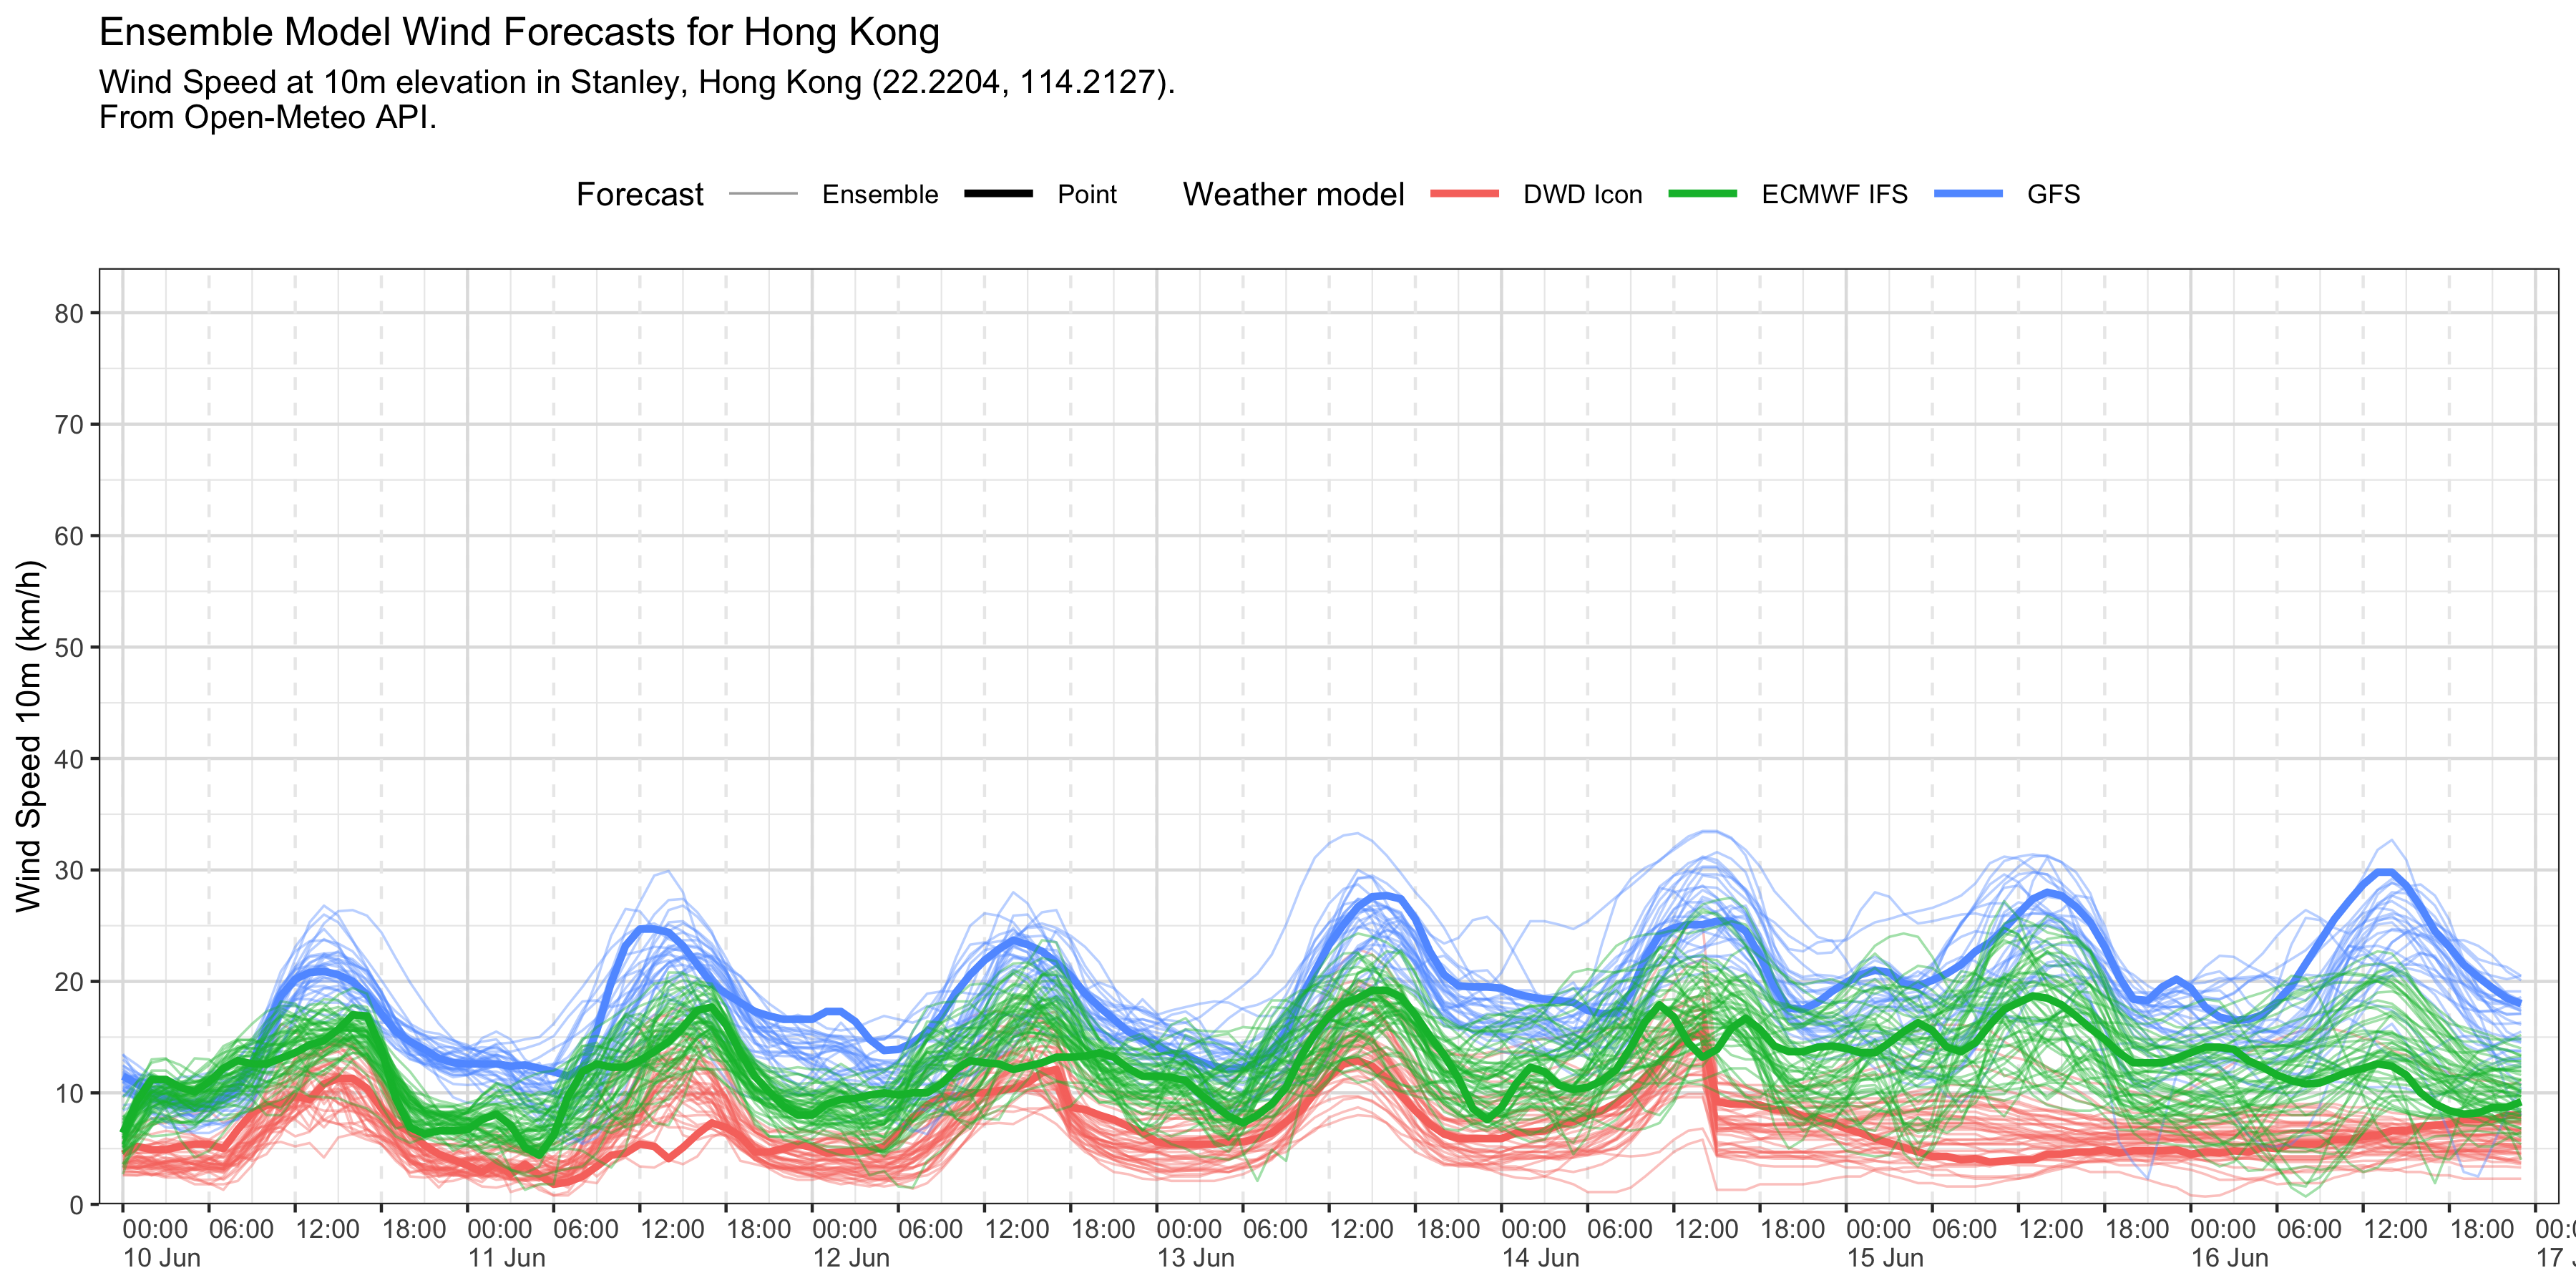 Ensemble Model Wind Forecasts for Hong Kong
Wind Speed at 10m elevation in Stanley, Hong Kong (22.2204, 114.2127).
From Open-Meteo API.
Forecast Ensemble Point Weather model DWD Icon ECMWF IFS GFS
80
70
60
50
40
30
20
10
0
Wind Speed 10m (km/h)
00:00 06:00 12:00 18:00 00:00 06:00 12:00 18:00 00:00 06:00 12:00 18:00 00:00 06:00 12:00 18:00 00:00 06:00 12:00 18:00 00:00 06:00 12:00 18:00 00:00 06:00 12:00 18:00
10 Jun 11 Jun 12 Jun 13 Jun 14 Jun 15 Jun 16 Jun 17